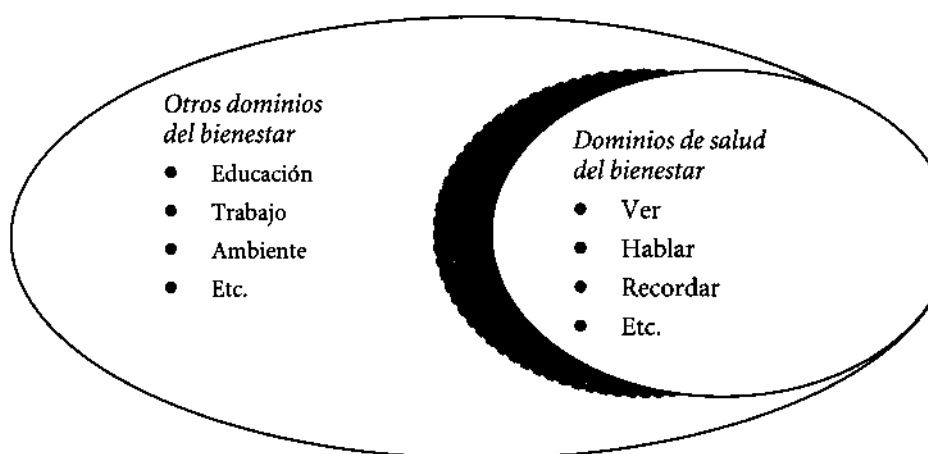 Otros dominios
del bienestar
• Educación
• Trabajo
• Ambiente
• Etc.
Dominios de salud
del bienestar
• Ver
• Hablar
• Recordar
• Etc.